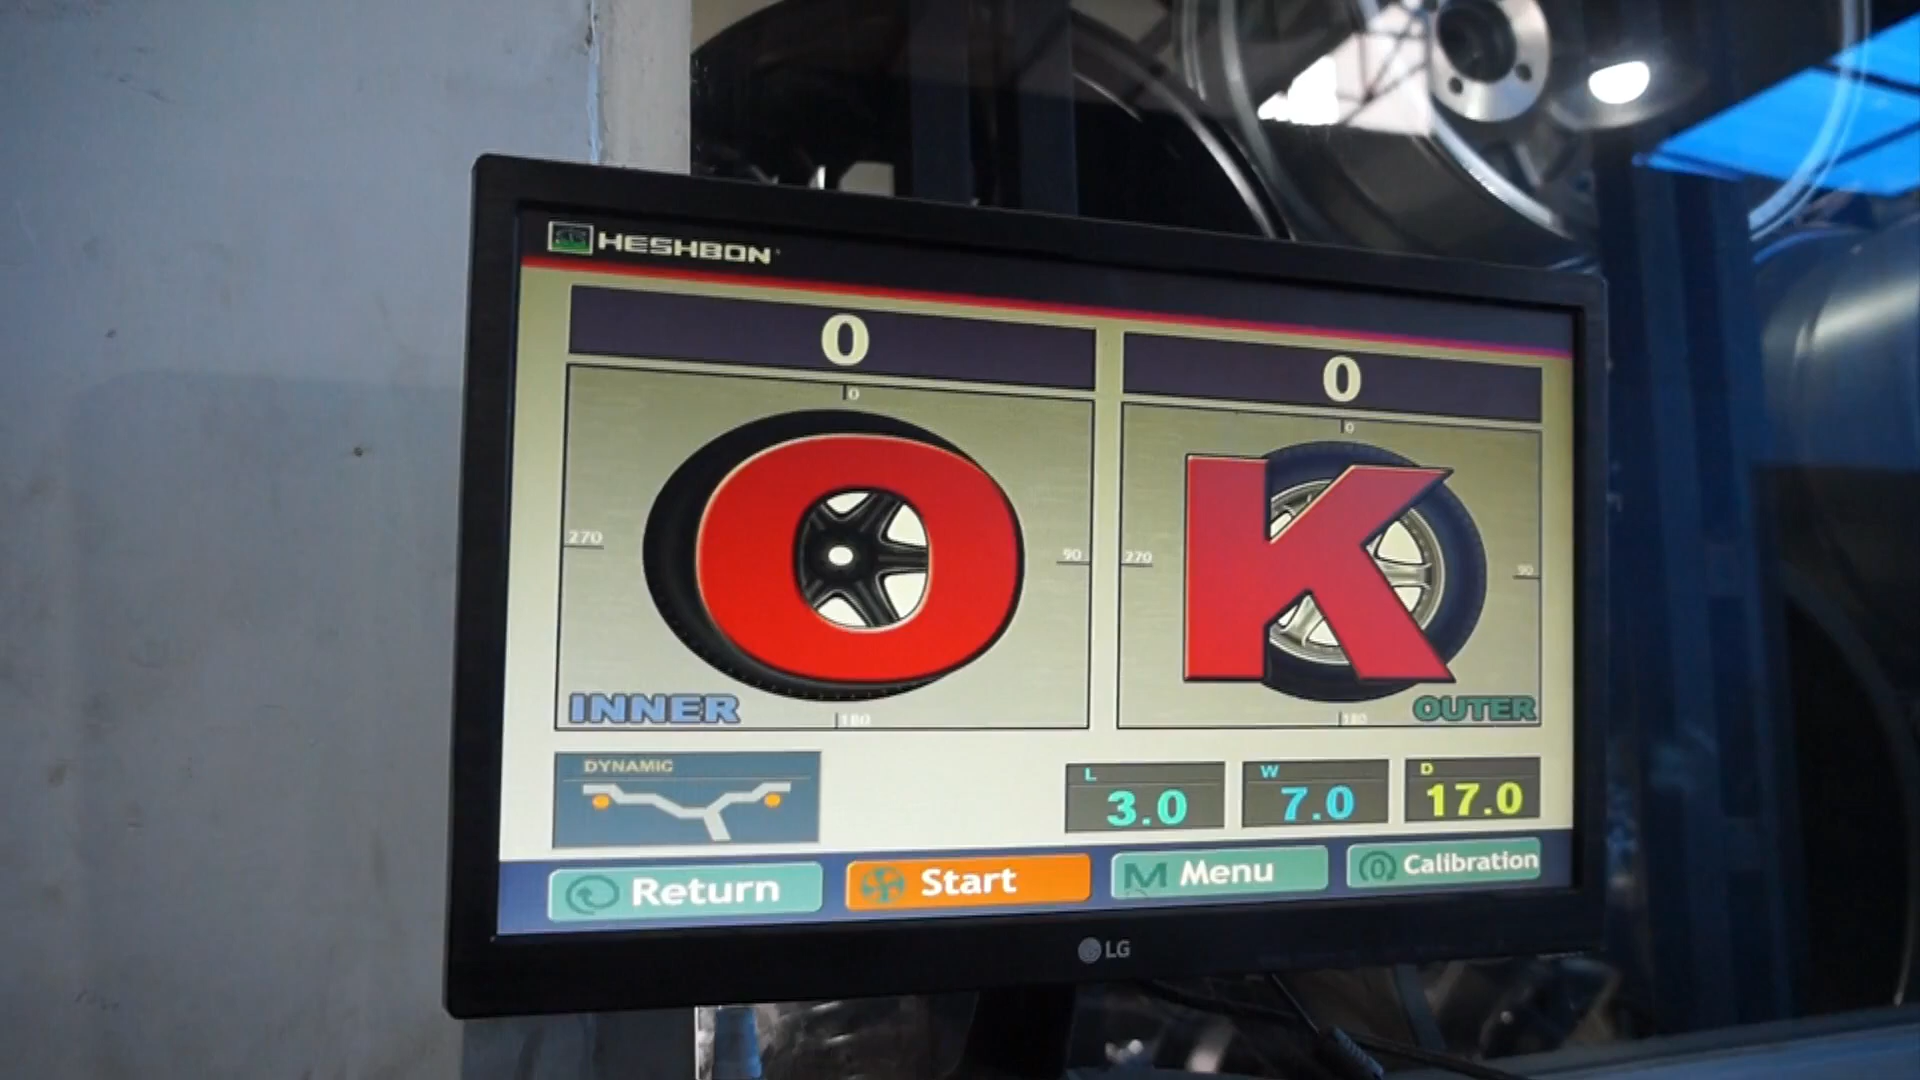 HESHBON
0
0
0
0
O
K
270
90
270
90
INNER
180
180
OUTER
DYNAMIC
L
3.0
W
7.0
D
17.0
Return
Start
M Menu
0 Calibration
LG